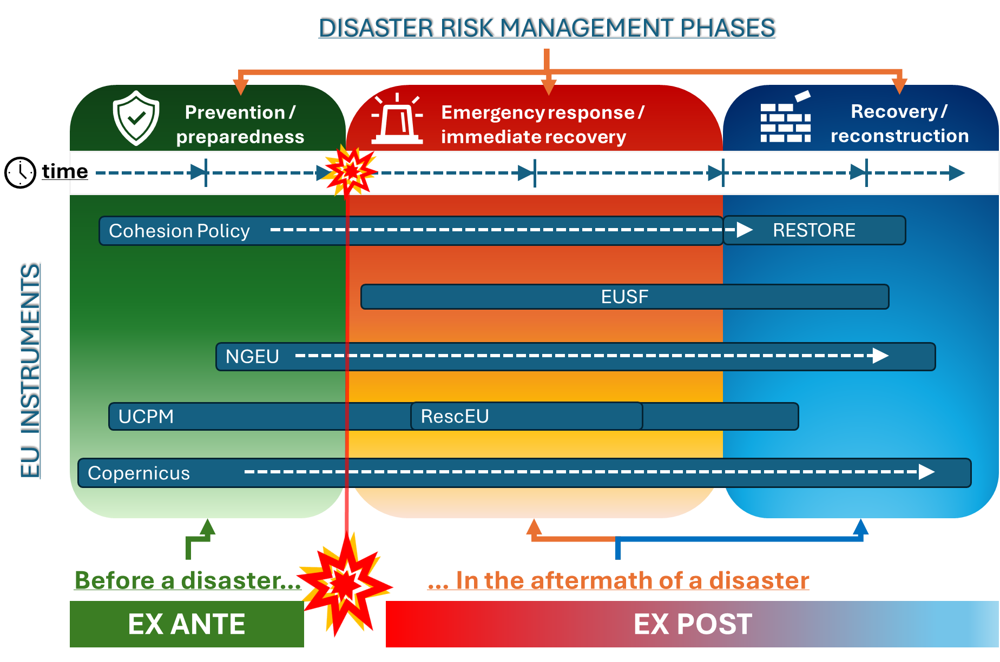 DISASTER RISK MANAGEMENT PHASES
Prevention /
preparedness
Emergency response /
immediate recovery
Recovery /
reconstruction
time
EU INSTRUMENTS
Cohesion Policy
RESTORE
EUSF
NGEU
UCPM
RescEU
Copernicus
Before a disaster...
... In the aftermath of a disaster
EX ANTE
EX POST